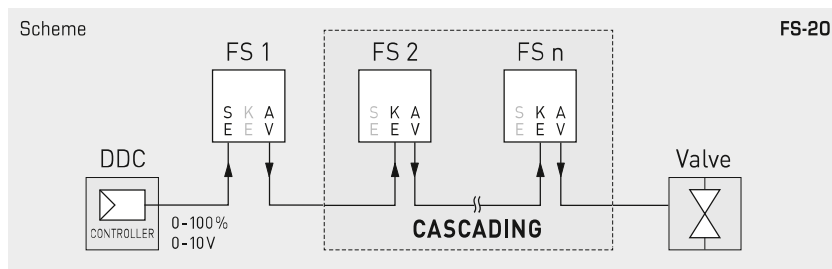 Scheme FS-20
FS 1 FS 2 FS n
S K A S K A S K A
E E V E E V E E V
DDC Valve
CONTROLLER
0-100%
0-10V
CASCADING